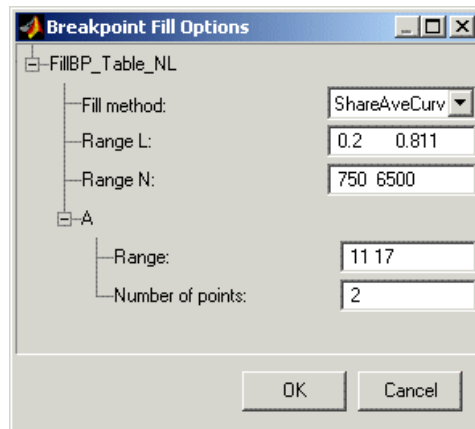 Breakpoint Fill Options
FillBP_Table_NL
Fill method: ShareAveCurv
Range L: 0.2 0.811
Range N: 750 6500
A
Range: 11 17
Number of points: 2
OK Cancel